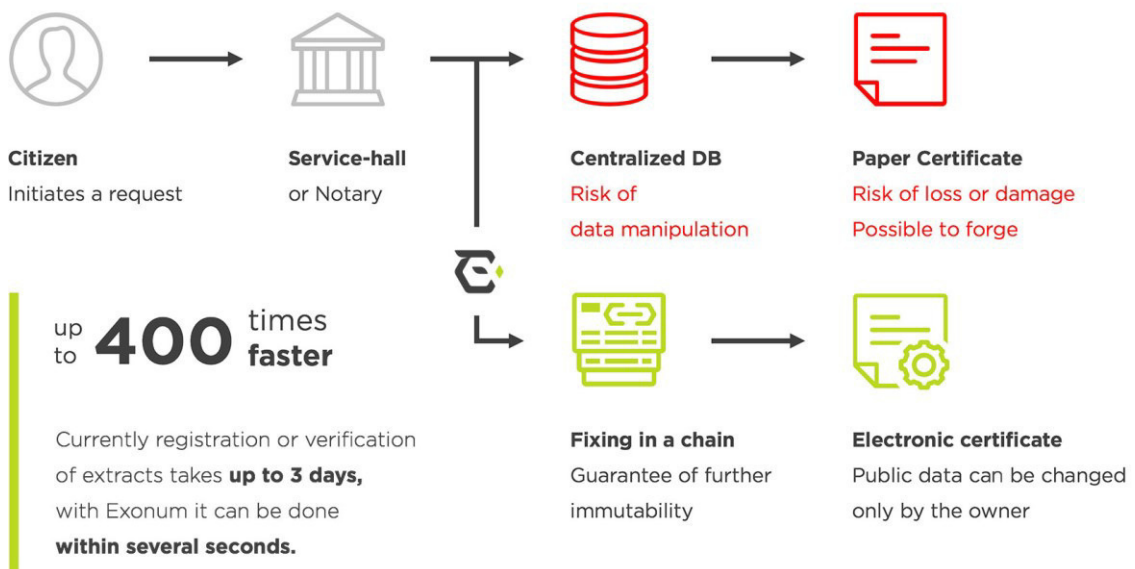 Citizen
Initiates a request
Service-hall
or Notary
Centralized DB
Risk of
data manipulation
Paper Certificate
Risk of loss or damage
Possible to forge
up to 400 times faster
Currently registration or verification
of extracts takes up to 3 days,
with Exonum it can be done
within several seconds.
Fixing in a chain
Guarantee of further
immutability
Electronic certificate
Public data can be changed
only by the owner